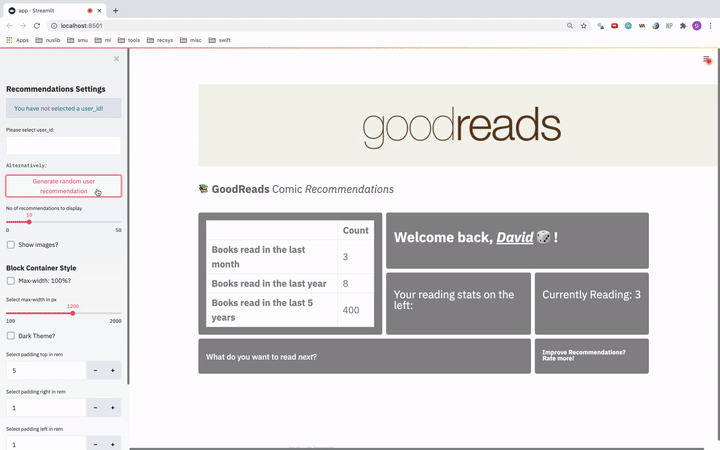 app · Streamlit
localhost:8501
Apps
nuslib
smu
ml
tools
recsys
misc
swift
Recommendations Settings
You have not selected a user_id!
Please select user_id:
Alternatively:
Generate random user
recommendation
No of recommendations to display
10
0 50
Show images?
Block Container Style
Max-width: 100%?
Select max-width in px
1200
100 2000
Dark Theme?
Select padding top in rem
5 - +
Select padding right in rem
1 - +
Select padding left in rem
1 - +
goodreads
GoodReads Comic Recommendations
Count
Books read in the last
month
3
Books read in the last year 8
Books read in the last 5
years
400
Welcome back, David !
Your reading stats on the
left:
Currently Reading: 3
What do you want to read next?
Improve Recommendations?
Rate more!